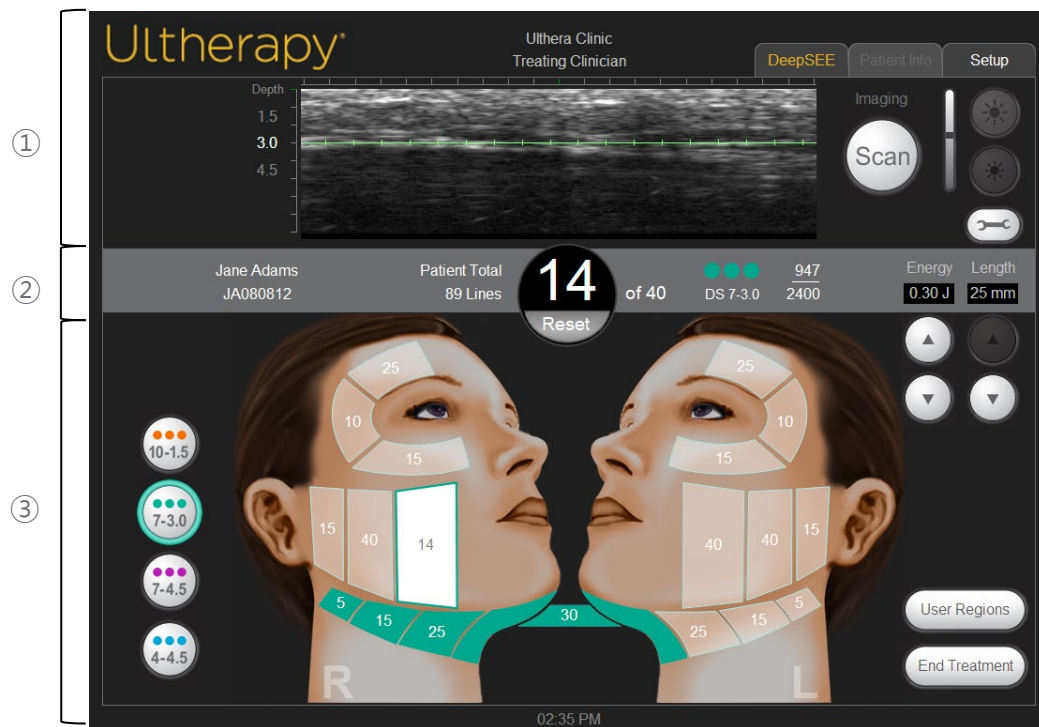 Ultherapy
Ulthera Clinic
Treating Clinician
DeepSEE
Patient Info
Setup
①
Depth
1.5
3.0
4.5
Imaging
Scan
②
Jane Adams
JA080812
Patient Total
89 Lines
14
Reset
of 40
DS 7-3.0
947
2400
Energy
0.30 J
Length
25 mm
③
10-1.5
7-3.0
7-4.5
4-4.5
25
10
15
15
40
14
5
15
25
R
30
25
10
15
40
40
15
25
15
5
L
User Regions
End Treatment
02:35 PM